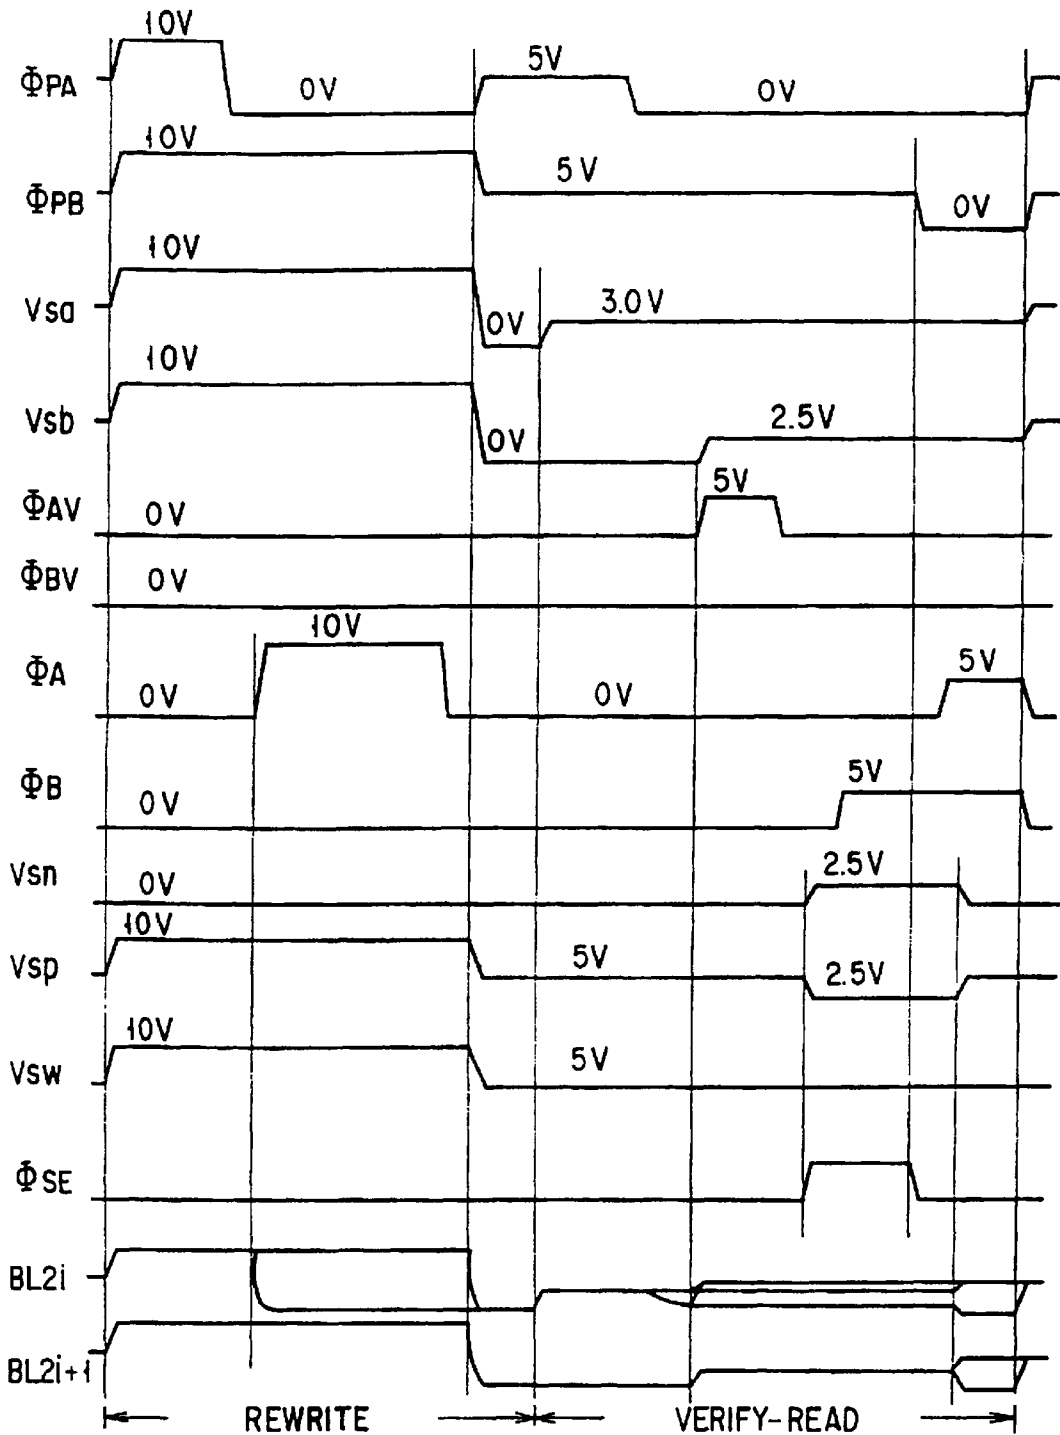 10V
ΦPA 0V 5V 0V
10V
ΦPB 5V 0V
10V
Vsa 0V 3.0V
10V
Vsb 0V 2.5V
ΦAV 0V 5V
ΦBV 0V
10V
ΦA 0V 0V 5V
ΦB 0V 5V
Vsn 0V 2.5V
10V
Vsp 5V 2.5V
10V
Vsw 5V
ΦSE
BL2i
BL2i+1
REWRITE VERIFY-READ